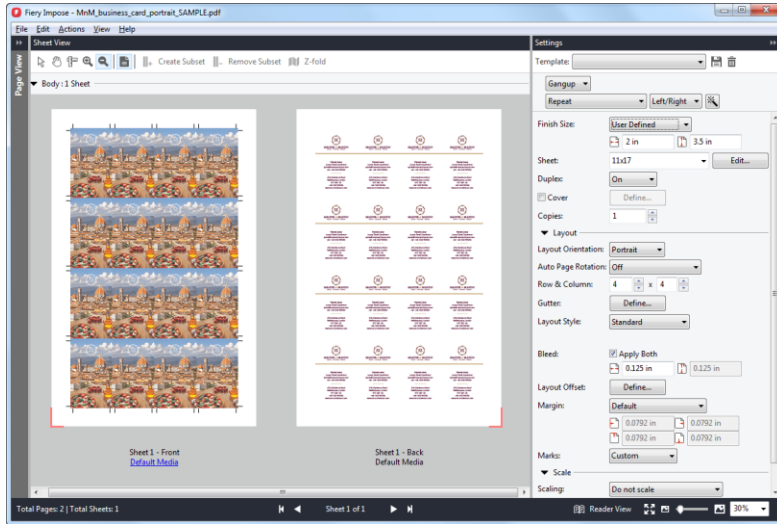 Fiery Impose - MnM_business_card_portrait_SAMPLE.pdf
File Edit Actions View Help
Sheet View
Settings
Page View
Create Subset Remove Subset Z-fold
Template:
Body : 1 Sheet
Gangup
Repeat Left/Right
Finish Size: User Defined
2 in 3.5 in
Sheet: 11x17 Edit...
Duplex: On
Cover Define...
Copies: 1
Layout
Layout Orientation: Portrait
Auto Page Rotation: Off
Row & Column: 4 x 4
Gutter: Define...
Layout Style: Standard
Bleed: Apply Both
0.125 in 0.125 in
Layout Offset: Define...
Margin: Default
0.0792 in 0.0792 in
0.0792 in 0.0792 in
Marks: Custom
Scale
Scaling: Do not scale
Sheet 1 - Front
Default Media
Sheet 1 - Back
Default Media
Total Pages: 2 | Total Sheets: 1 Sheet 1 of 1 Reader View 30%